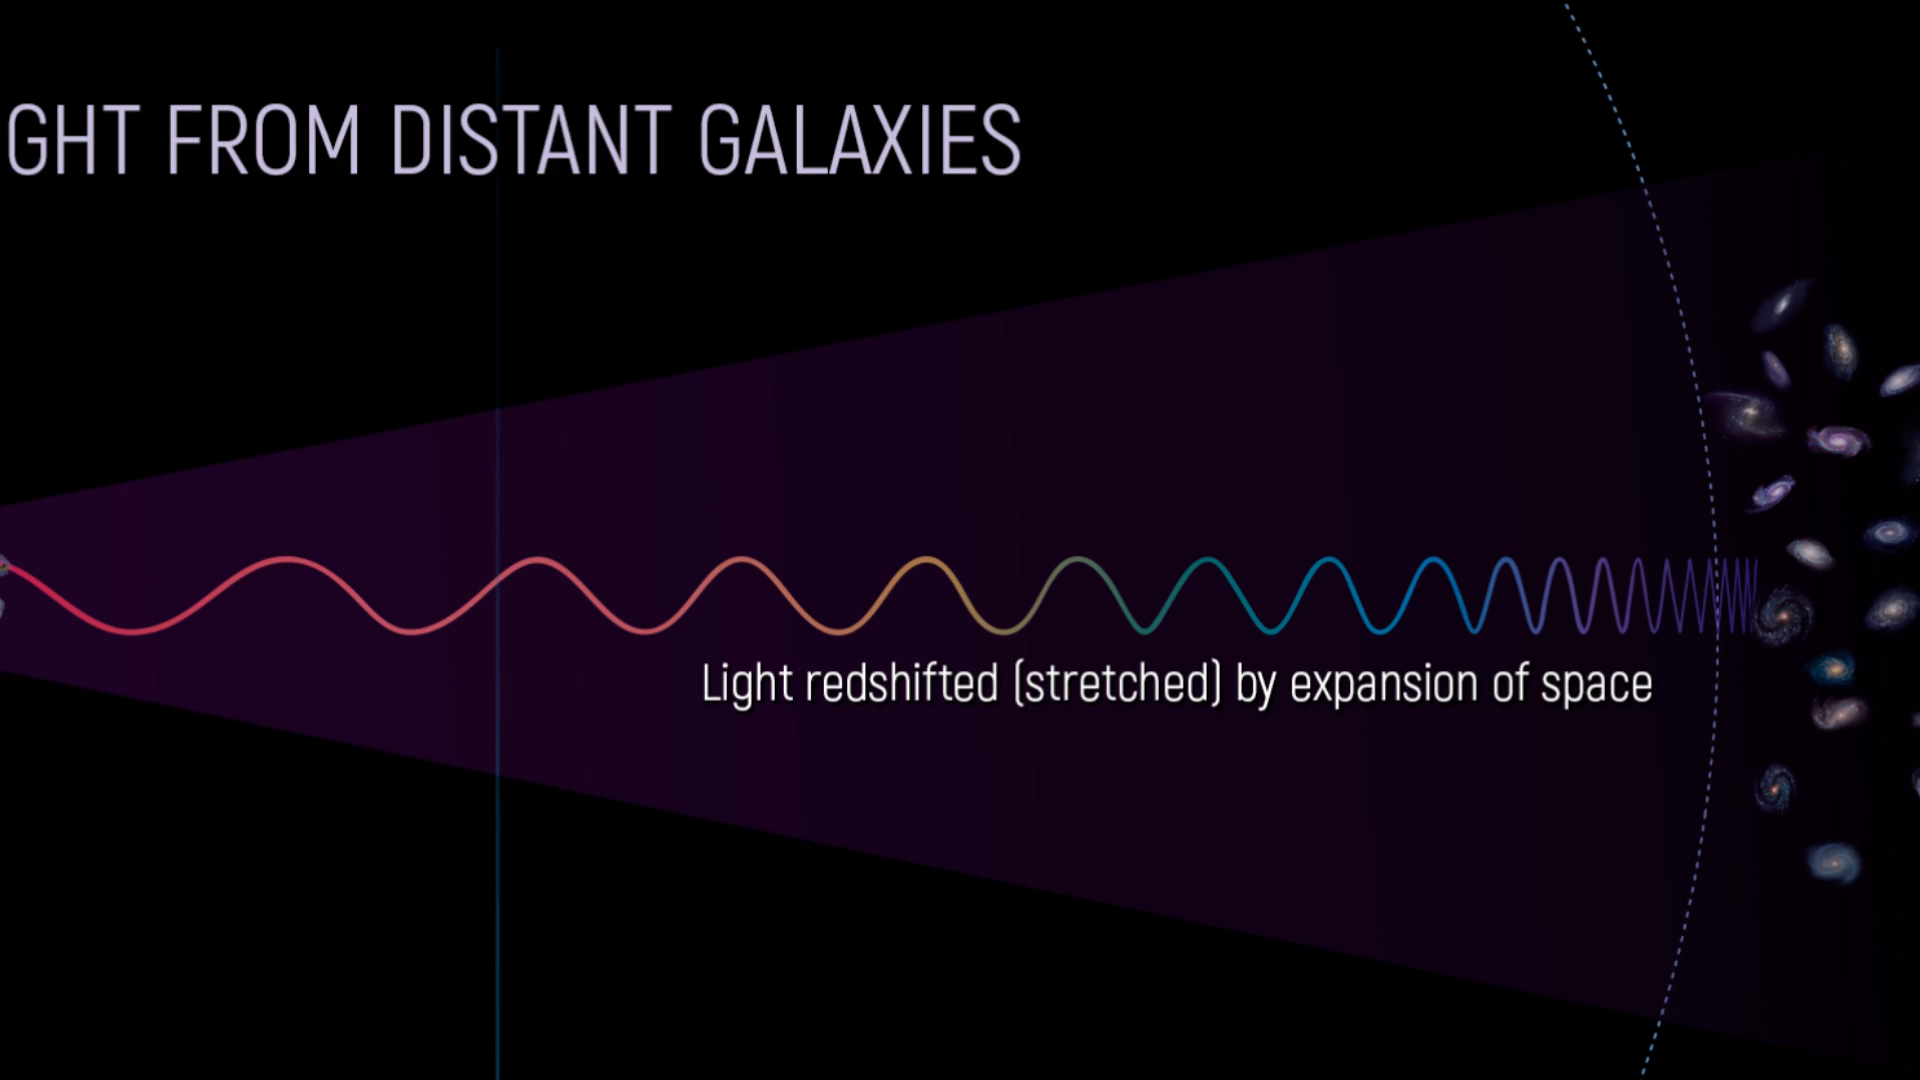 GHT FROM DISTANT GALAXIES
Light redshifted (stretched) by expansion of space